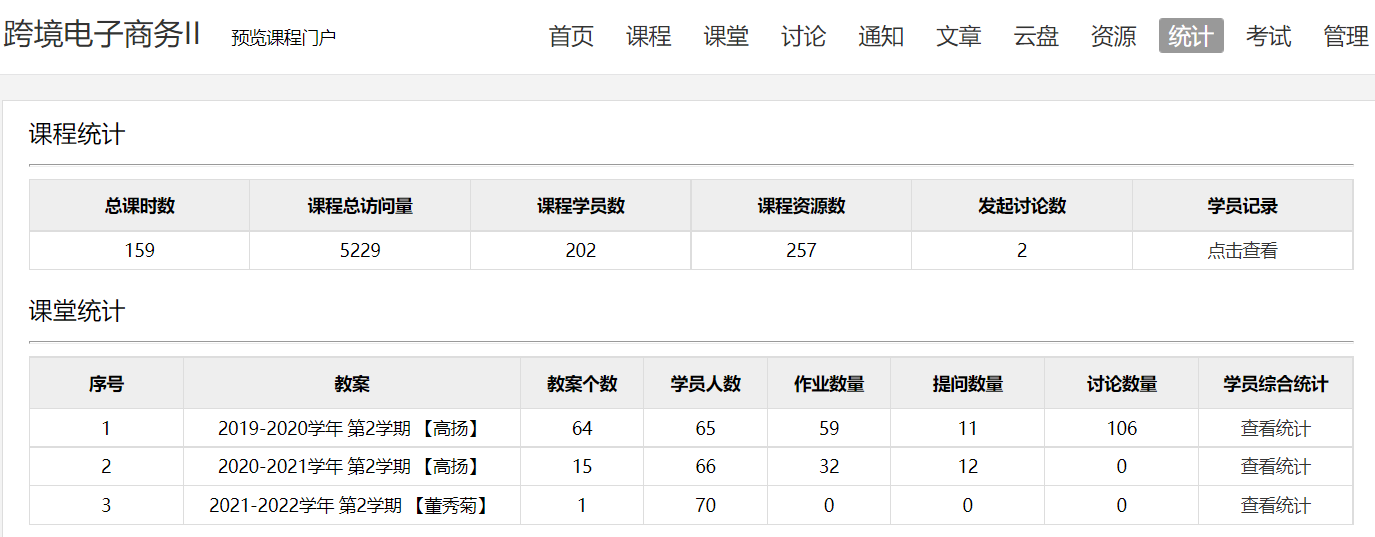 跨境电子商务II 预览课程门户 首页 课程 课堂 讨论 通知 文章 云盘 资源 统计 考试 管理
课程统计
总课时数 课程总访问量 课程学员数 课程资源数 发起讨论数 学员记录
159 5229 202 257 2 点击查看
课堂统计
序号 教案 教案个数 学员人数 作业数量 提问数量 讨论数量 学员综合统计
1 2019-2020学年 第2学期 【高扬】 64 65 59 11 106 查看统计
2 2020-2021学年 第2学期 【高扬】 15 66 32 12 0 查看统计
3 2021-2022学年 第2学期 【董秀菊】 1 70 0 0 0 查看统计